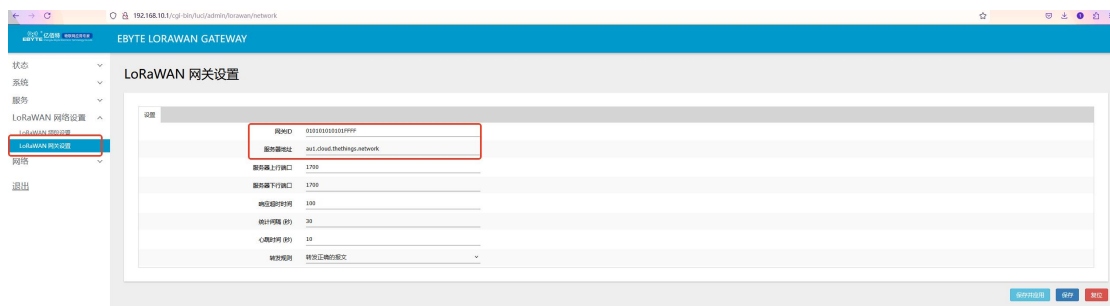 192.168.10.1/cgi-bin/luci/admin/lorawan/network
EBYTE 亿佰特
EBYTE LORAWAN GATEWAY
状态
系统
服务
LoRaWAN 网络设置
LoRaWAN 网关设置
网络
退出
LoRaWAN 网关设置
设置
网关ID 010101010101FFFF
服务器地址 au1.cloud.thethings.network
服务器上行端口 1700
服务器下行端口 1700
响应超时时间 100
统计间隔 (秒) 30
心跳时间 (秒) 10
转发规则 转发正确的报文
保存并应用 保存 复位